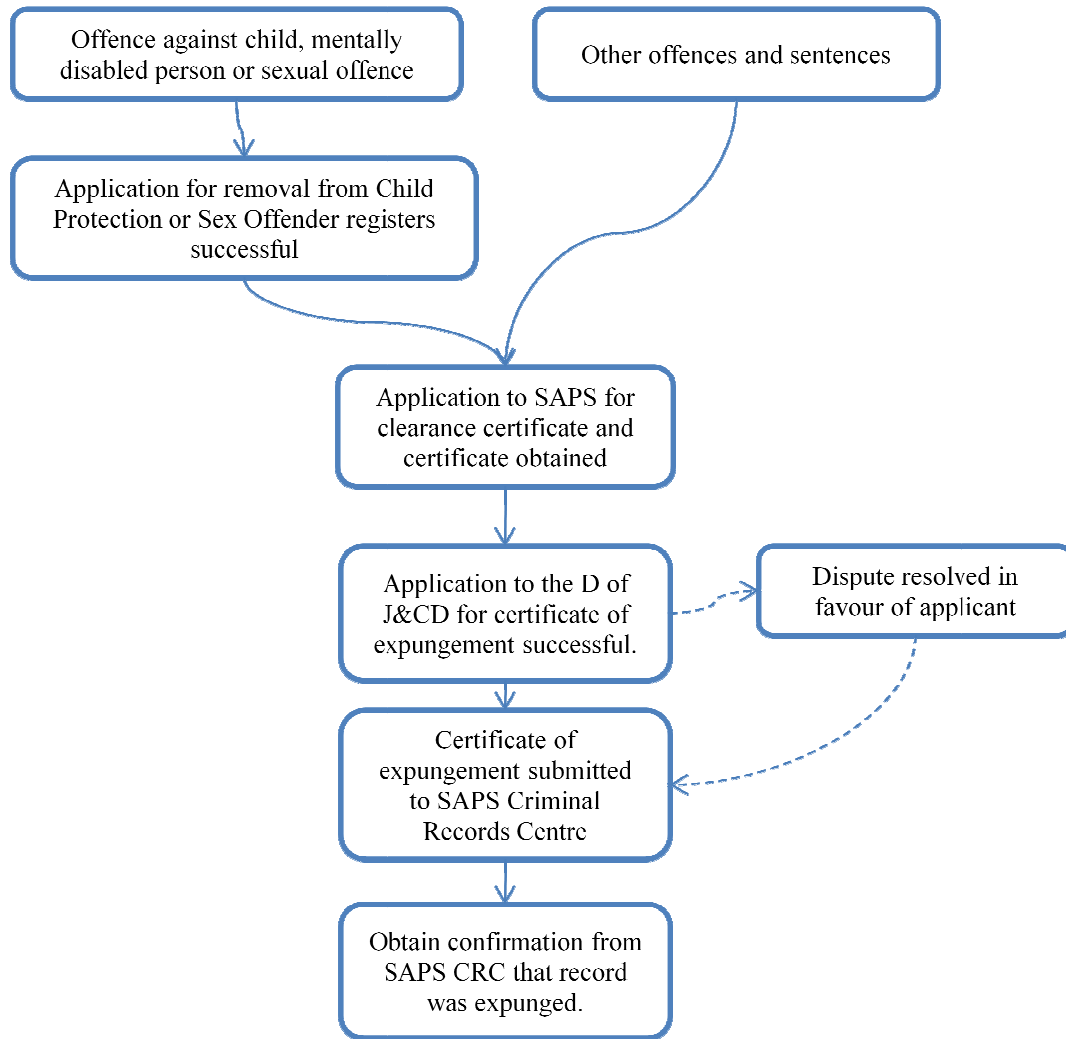 Offence against child, mentally
disabled person or sexual offence
Other offences and sentences
Application for removal from Child
Protection or Sex Offender registers
successful
Application to SAPS for
clearance certificate and
certificate obtained
Application to the D of
J&CD for certificate of
expungement successful.
Dispute resolved in
favour of applicant
Certificate of
expungement submitted
to SAPS Criminal
Records Centre
Obtain confirmation from
SAPS CRC that record
was expunged.